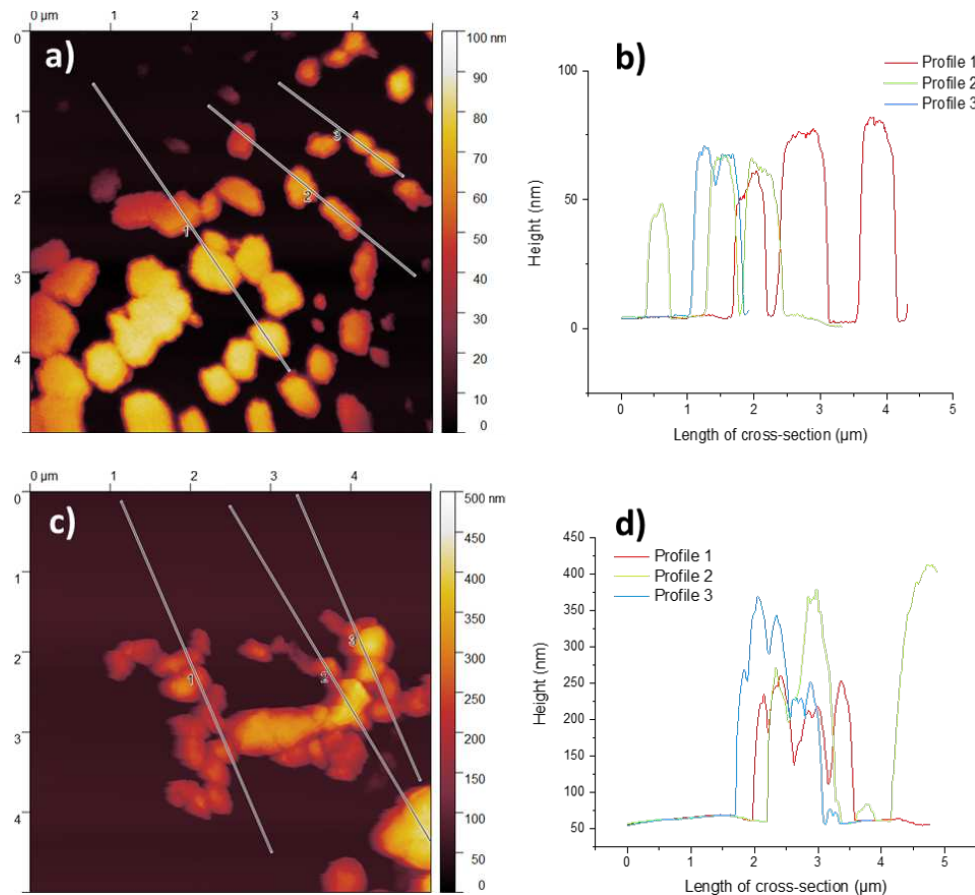 0 µm 1 2 3 4
a)
0
1
2
3
4
1
2
3
100 nm
90
80
70
60
50
40
30
20
10
0
b)
Profile 1
Profile 2
Profile 3
100
50
0
Height (nm)
0 1 2 3 4 5
Length of cross-section (µm)
0 µm 1 2 3 4
c)
0
1
2
3
4
1
2
3
500 nm
450
400
350
300
250
200
150
100
50
0
d)
Profile 1
Profile 2
Profile 3
450
400
350
300
250
200
150
100
50
Height (nm)
0 1 2 3 4 5
Length of cross-section (µm)